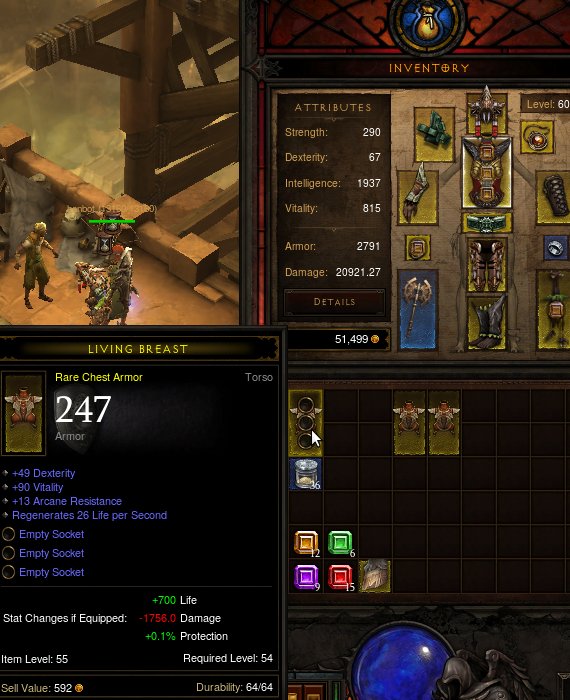 INVENTORY
ATTRIBUTES
Level: 60
Strength: 290
Dexterity: 67
Intelligence: 1937
Vitality: 815
Armor: 2791
Damage: 20921.27
DETAILS
51,499
LIVING BREAST
Rare Chest Armor Torso
247
Armor
+49 Dexterity
+90 Vitality
+13 Arcane Resistance
Regenerates 26 Life per Second
Empty Socket
Empty Socket
Empty Socket
+700 Life
Stat Changes if Equipped: -1756.0 Damage
+0.1% Protection
Item Level: 55 Required Level: 54
Sell Value: 592 Durability: 64/64
26
12 6
9 15